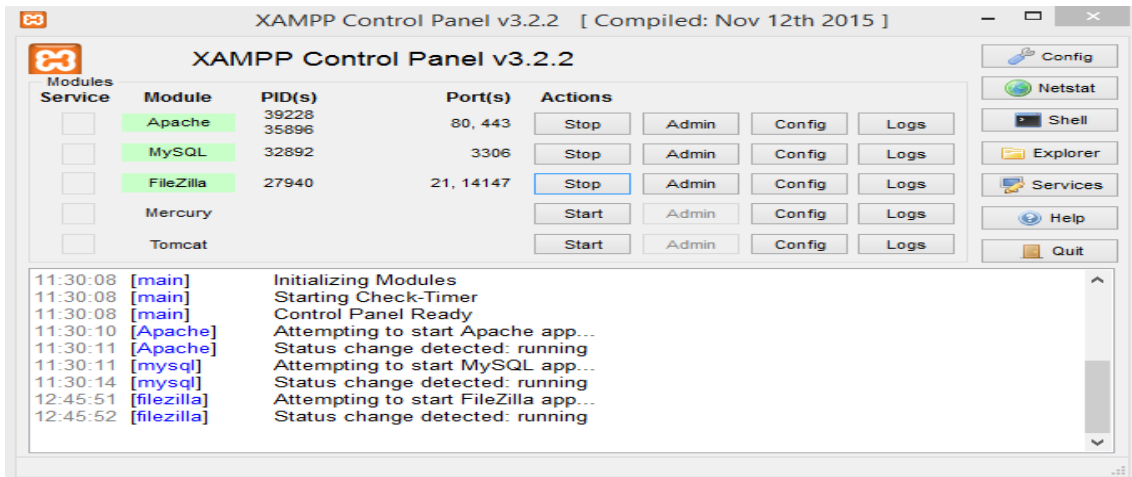 XAMPP Control Panel v3.2.2 [ Compiled: Nov 12th 2015 ]
XAMPP Control Panel v3.2.2
Config
Modules
Service Module PID(s) Port(s) Actions
Netstat
Apache 39228 35896 80, 443 Stop Admin Config Logs
Shell
MySQL 32892 3306 Stop Admin Config Logs
Explorer
FileZilla 27940 21, 14147 Stop Admin Config Logs
Services
Mercury Start Admin Config Logs
Help
Tomcat Start Admin Config Logs
Quit
11:30:08 [main] Initializing Modules
11:30:08 [main] Starting Check-Timer
11:30:08 [main] Control Panel Ready
11:30:10 [Apache] Attempting to start Apache app...
11:30:11 [Apache] Status change detected: running
11:30:11 [mysql] Attempting to start MySQL app...
11:30:14 [mysql] Status change detected: running
12:45:51 [filezilla] Attempting to start FileZilla app...
12:45:52 [filezilla] Status change detected: running